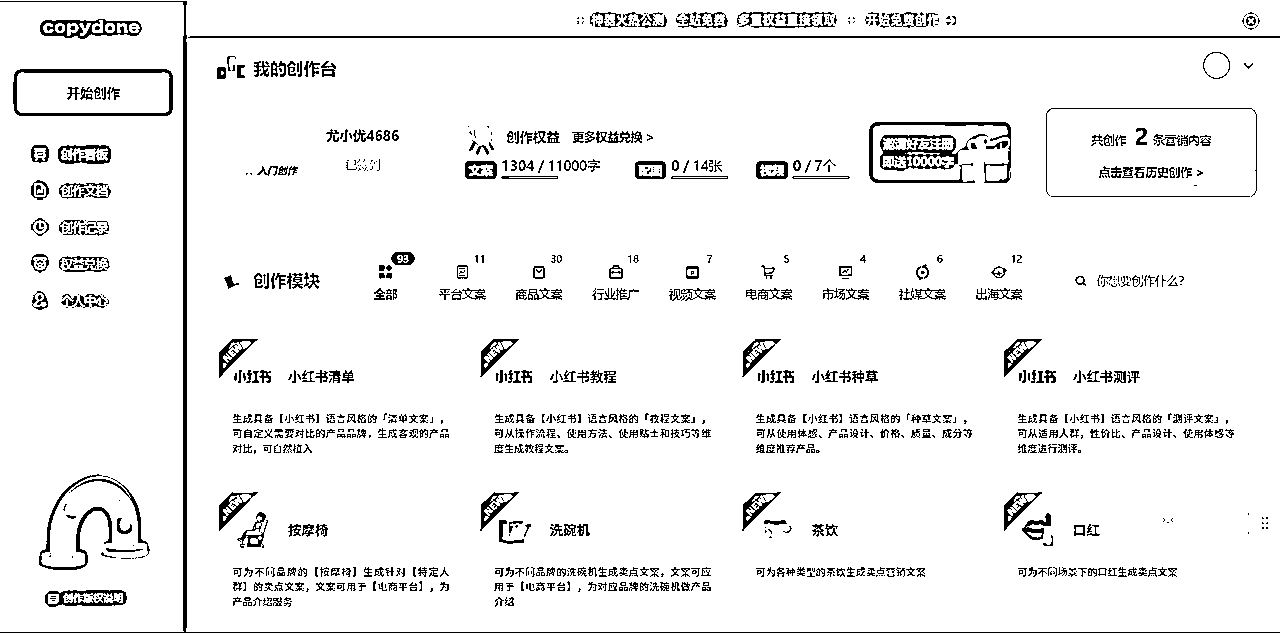 copydone
限时火热公测 全站免费 多重权益直接领取 开始免费创作
开始创作
创作看板
创作文档
创作记录
权益兑换
个人中心
创作版权说明
我的创作台
尤小优4686
已签到
入门创作
创作权益 更多权益兑换 >
文案 1304 / 11000字
配图 0 / 14张
视频 0 / 7个
邀请好友注册
即送10000字
共创作 2 条营销内容
点击查看历史创作 >
创作模块
93
全部
11
平台文案
30
商品文案
18
行业推广
7
视频文案
5
电商文案
4
市场文案
6
社媒文案
12
出海文案
你想要创作什么?
NEW
小红书 小红书清单
生成具备【小红书】语言风格的「清单文案」,
可自定义需要对比的产品品牌,生成客观的产品
对比,可自然植入
NEW
小红书 小红书教程
生成具备【小红书】语言风格的「教程文案」,
可从操作流程、使用方法、使用贴士和技巧等维
度生成教程文案。
NEW
小红书 小红书种草
生成具备【小红书】语言风格的「种草文案」,
可从使用体感、产品设计、价格、质量、成分等
维度推荐产品。
NEW
小红书 小红书测评
生成具备【小红书】语言风格的「测评文案」,
可从适用人群,性价比、产品设计、使用体感等
维度进行测评。
NEW
按摩椅
可为不同品牌的【按摩椅】生成针对【特定人
群】的卖点文案,文案可用于【电商平台】,为
产品介绍服务
NEW
洗碗机
可为不同品牌的洗碗机生成卖点文案,文案可应
用于【电商平台】,为对应品牌的洗碗机做产品
介绍
NEW
茶饮
可为各种类型的茶饮生成卖点营销文案
NEW
口红
可为不同场景下的口红生成卖点文案